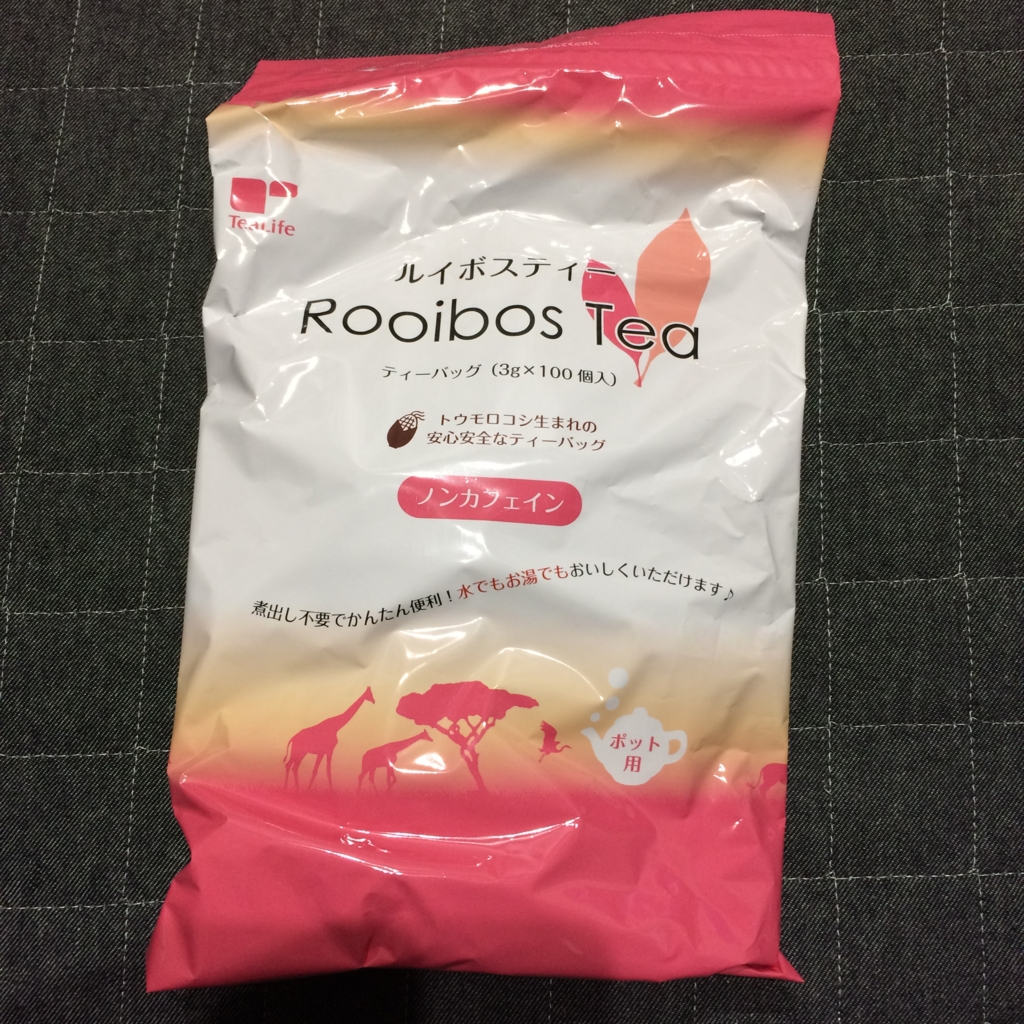 TeaLife
ルイボスティー
Rooibos Tea
ティーバッグ（3g×100個入）
トウモロコシ生まれの
安心安全なティーバッグ
ノンカフェイン
煮出し不要でかんたん便利！水でもお湯でもおいしくいただけます♪
ポット
用